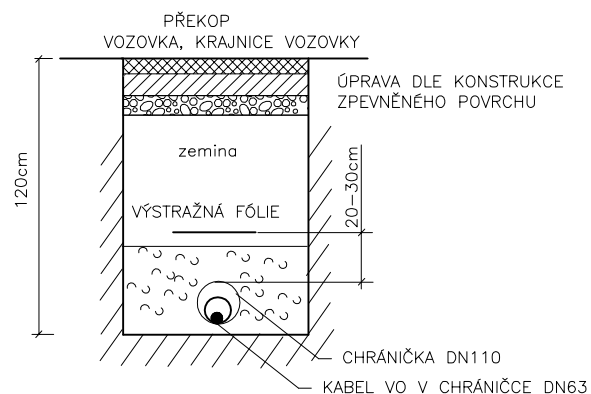 PŘEKOP
VOZOVKA, KRAJNICE VOZOVKY
ÚPRAVA DLE KONSTRUKCE
ZPEVNĚNÉHO POVRCHU
zemina
120cm
20-30cm
VÝSTRAŽNÁ FÓLIE
CHRÁNIČKA DN110
KABEL VO V CHRÁNIČCE DN63